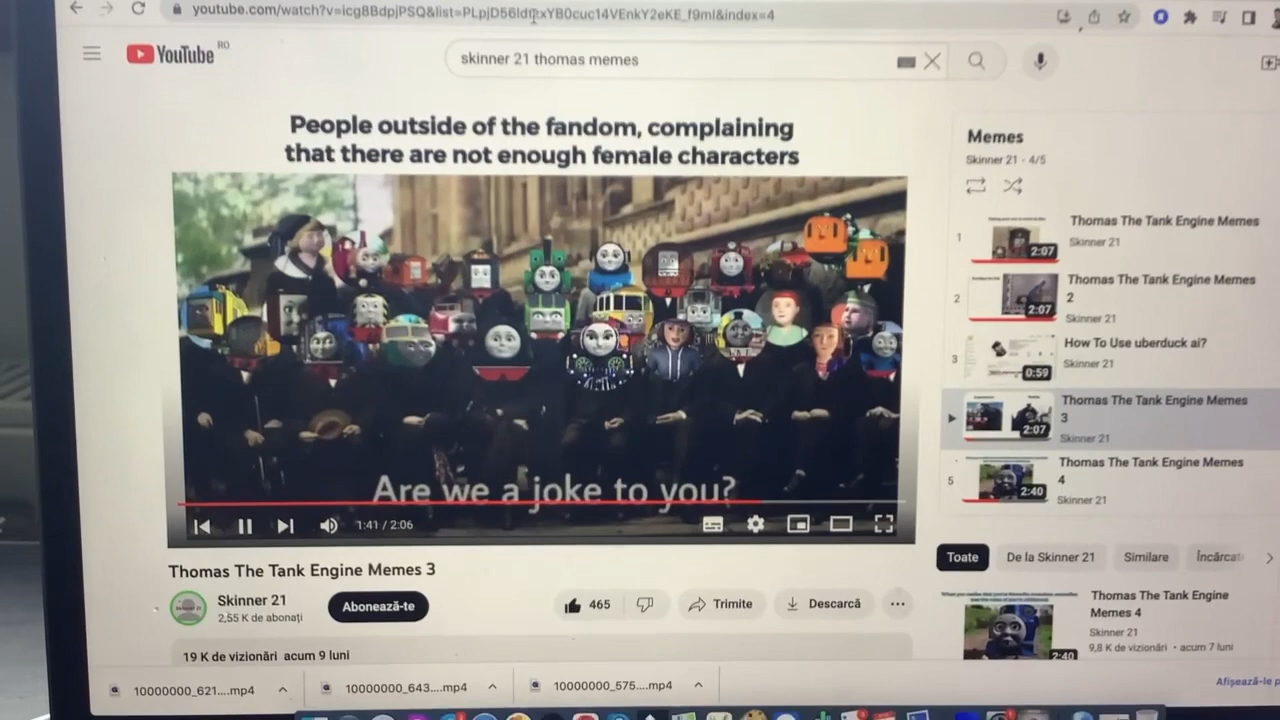 youtube.com/watch?v=icg8BdpjPSQ&list=PLpjD56ldtxYB0cuc14VEnkY2eKE_f9mI&index=4
YouTube RO
skinner 21 thomas memes
People outside of the fandom, complaining
that there are not enough female characters
Are we a joke to you?
1:41 / 2:06
Thomas The Tank Engine Memes 3
Skinner 21
2,55 K de abonați
Abonează-te
465
Trimite
Descarcă
19 K de vizionări acum 9 luni
Memes
Skinner 21 - 4/5
1
2:07
Thomas The Tank Engine Memes
Skinner 21
2
2:07
Thomas The Tank Engine Memes
2
Skinner 21
3
0:59
How To Use uberduck ai?
Skinner 21
2:07
Thomas The Tank Engine Memes
3
Skinner 21
5
2:40
Thomas The Tank Engine Memes
4
Skinner 21
Toate
De la Skinner 21
Similare
Încărcat
2:40
Thomas The Tank Engine
Memes 4
Skinner 21
9,8 K de vizionări • acum 7 luni
10000000_621....mp4
10000000_643....mp4
10000000_575....mp4
Afișează-le p